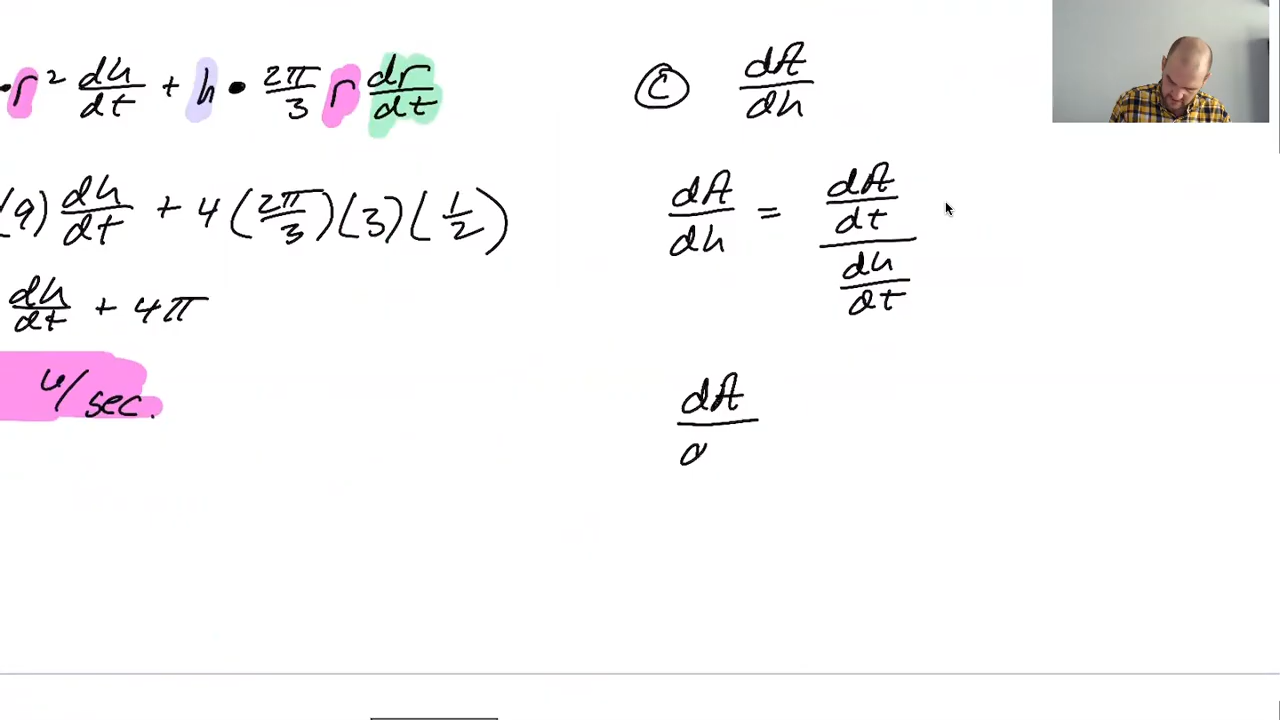 · r² dh/dt + h · 2π/3 r dr/dt
(9) dh/dt + 4(2π/3)(3)(1/2)
dh/dt + 4π
u/sec.
(c) dA/dh
dA/dh = (dA/dt)/(dh/dt)
dA/d